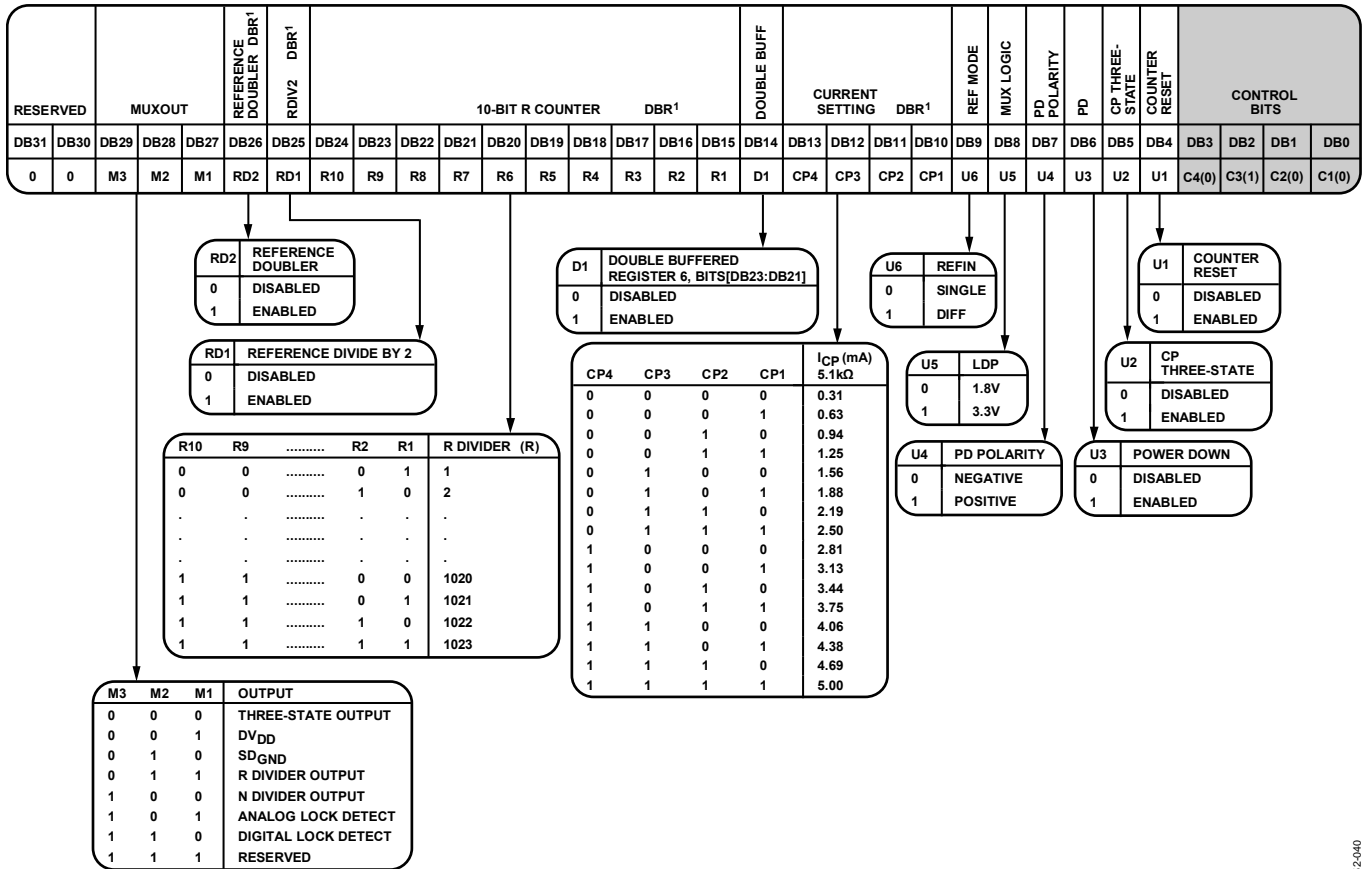 RESERVED MUXOUT REFERENCE DOUBLER DBR1 RDIV2 DBR1 10-BIT R COUNTER DBR1 DOUBLE BUFF CURRENT SETTING DBR1 REF MODE MUX LOGIC PD POLARITY PD CP THREE-STATE COUNTER RESET CONTROL BITS
DB31 DB30 DB29 DB28 DB27 DB26 DB25 DB24 DB23 DB22 DB21 DB20 DB19 DB18 DB17 DB16 DB15 DB14 DB13 DB12 DB11 DB10 DB9 DB8 DB7 DB6 DB5 DB4 DB3 DB2 DB1 DB0
0 0 M3 M2 M1 RD2 RD1 R10 R9 R8 R7 R6 R5 R4 R3 R2 R1 D1 CP4 CP3 CP2 CP1 U6 U5 U4 U3 U2 U1 C4(0) C3(1) C2(0) C1(0)
RD2 REFERENCE DOUBLER
0 DISABLED
1 ENABLED
RD1 REFERENCE DIVIDE BY 2
0 DISABLED
1 ENABLED
R10 R9 .......... R2 R1 R DIVIDER (R)
0 0 .......... 0 1 1
0 0 .......... 1 0 2
. . .......... . . .
. . .......... . . .
. . .......... . . .
1 1 .......... 0 0 1020
1 1 .......... 0 1 1021
1 1 .......... 1 0 1022
1 1 .......... 1 1 1023
M3 M2 M1 OUTPUT
0 0 0 THREE-STATE OUTPUT
0 0 1 DVDD
0 1 0 SDGND
0 1 1 R DIVIDER OUTPUT
1 0 0 N DIVIDER OUTPUT
1 0 1 ANALOG LOCK DETECT
1 1 0 DIGITAL LOCK DETECT
1 1 1 RESERVED
D1 DOUBLE BUFFERED
REGISTER 6, BITS[DB23:DB21]
0 DISABLED
1 ENABLED
CP4 CP3 CP2 CP1 ICP (mA) 5.1kΩ
0 0 0 0 0.31
0 0 0 1 0.63
0 0 1 0 0.94
0 0 1 1 1.25
0 1 0 0 1.56
0 1 0 1 1.88
0 1 1 0 2.19
0 1 1 1 2.50
1 0 0 0 2.81
1 0 0 1 3.13
1 0 1 0 3.44
1 0 1 1 3.75
1 1 0 0 4.06
1 1 0 1 4.38
1 1 1 0 4.69
1 1 1 1 5.00
U6 REFIN
0 SINGLE
1 DIFF
U5 LDP
0 1.8V
1 3.3V
U4 PD POLARITY
0 NEGATIVE
1 POSITIVE
U3 POWER DOWN
0 DISABLED
1 ENABLED
U2 CP THREE-STATE
0 DISABLED
1 ENABLED
U1 COUNTER RESET
0 DISABLED
1 ENABLED
2-040